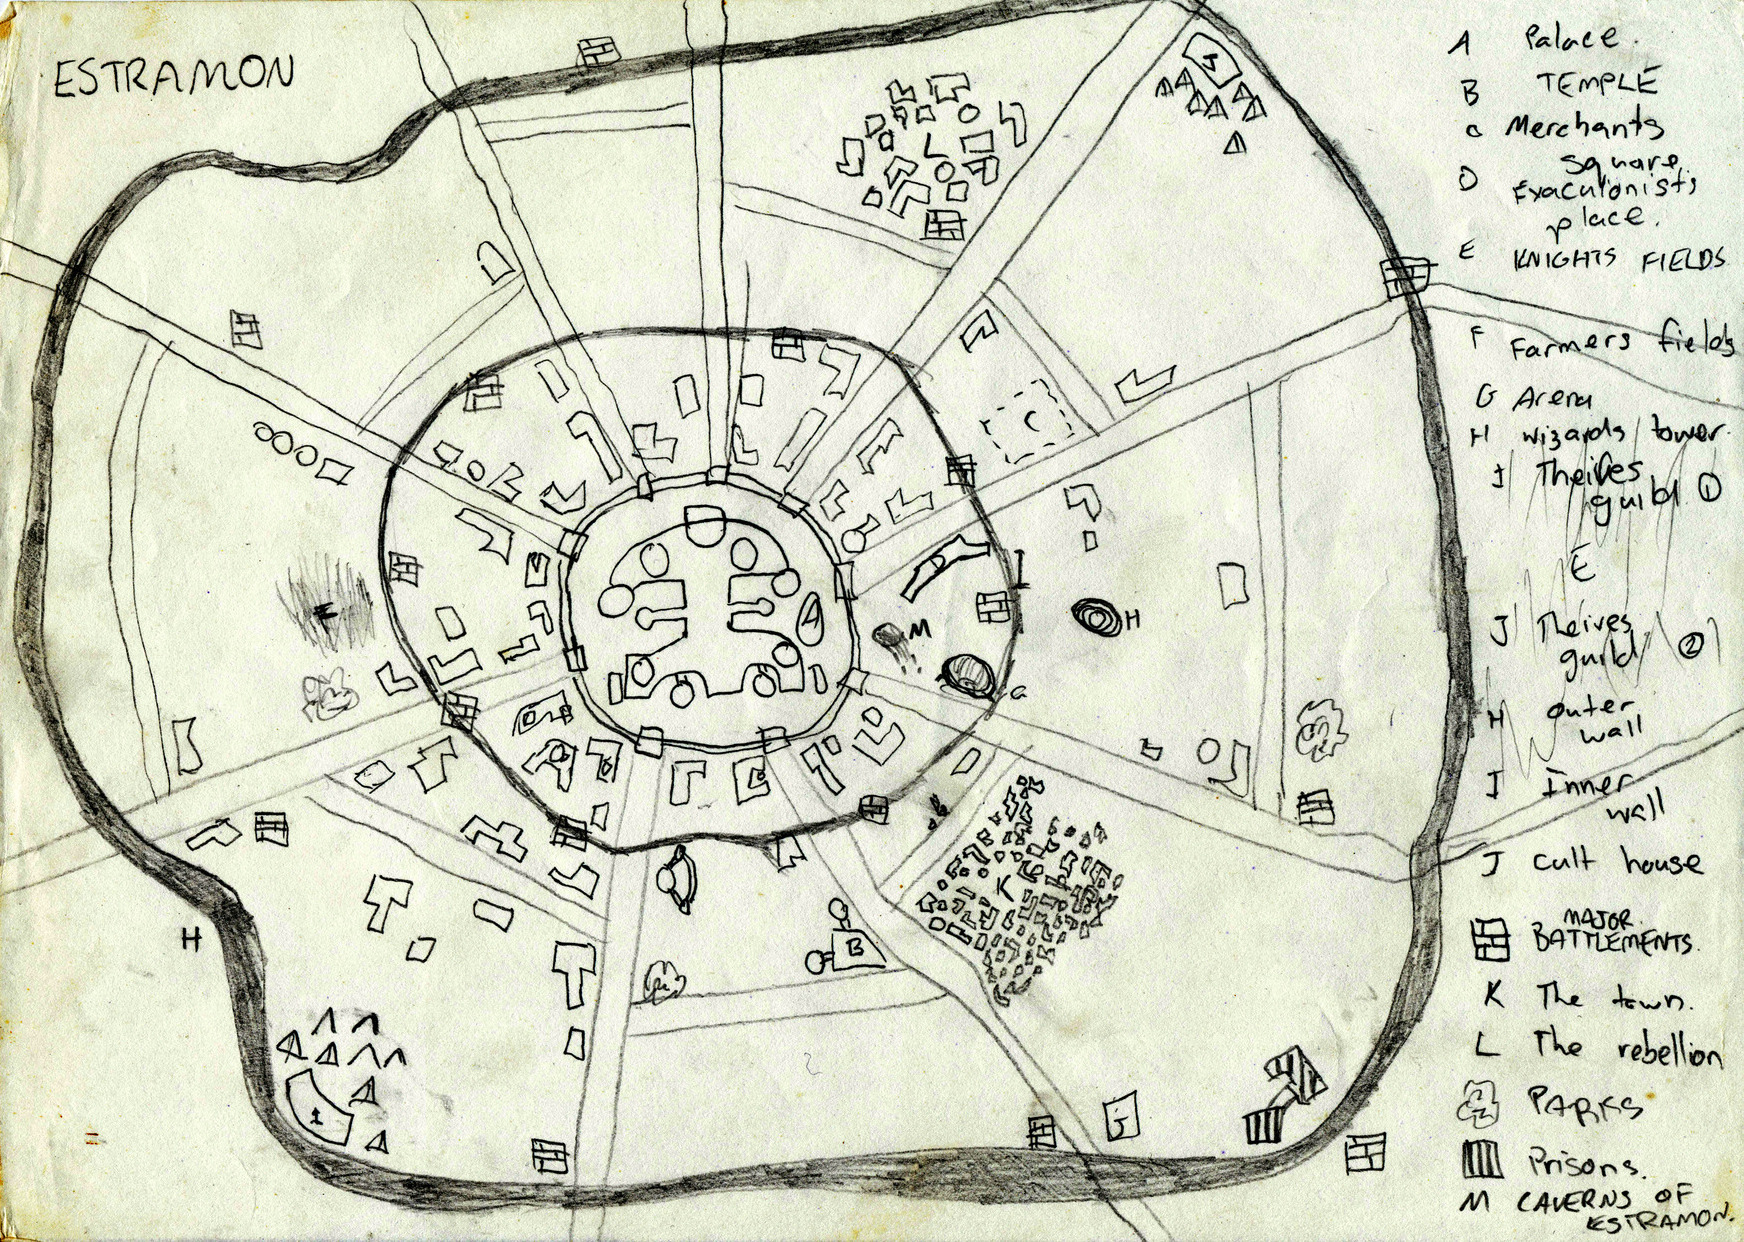 ESTRAMON
A Palace.
B TEMPLE
C Merchants
square.
D Exaculonists
place.
E KNIGHTS FIELDS
F Farmers fields
G Arena
H wizards tower.
I Theives
guild 1
E
J Theives
guild 2
H outer
wall
I Inner
wall
J cult house
MAJOR
BATTLEMENTS.
K The town.
L The rebellion
PARKS
Prisons.
M CAVERNS OF
ESTRAMON.
J
L
C
D
I
A
M
H
G
F
K
B
H
1
J